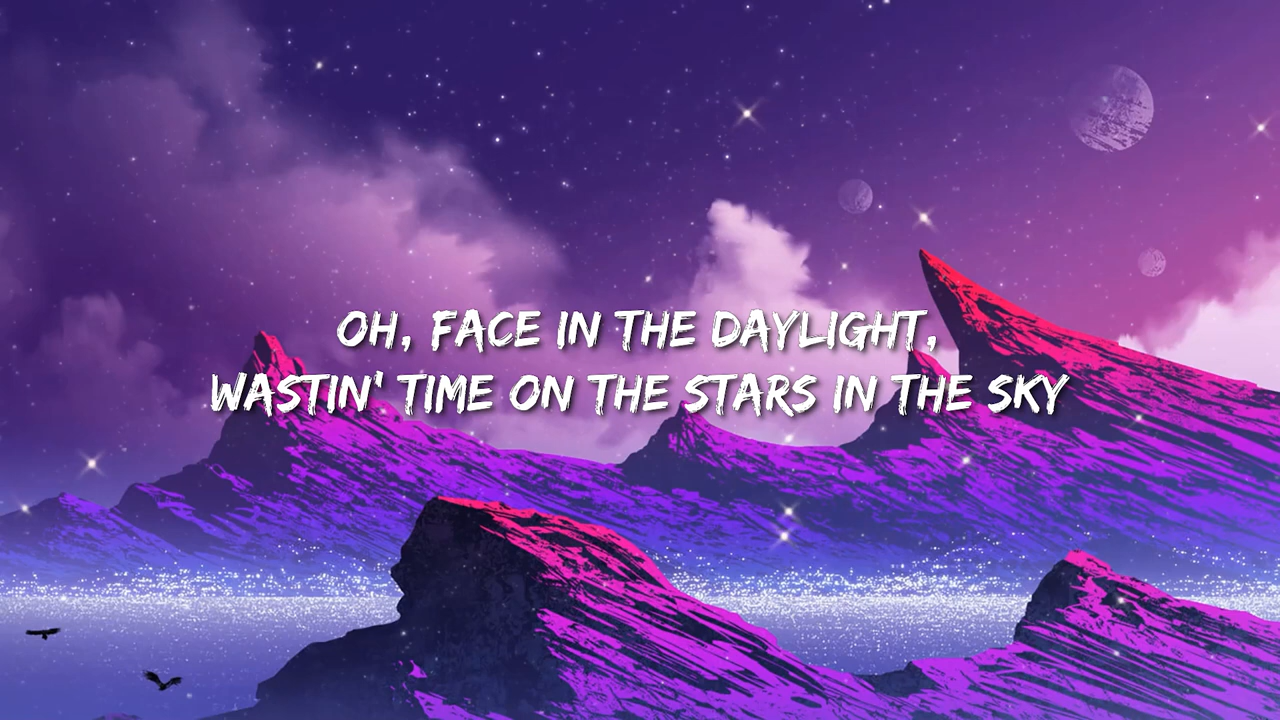 OH, FACE IN THE DAYLIGHT,
WASTIN' TIME ON THE STARS IN THE SKY